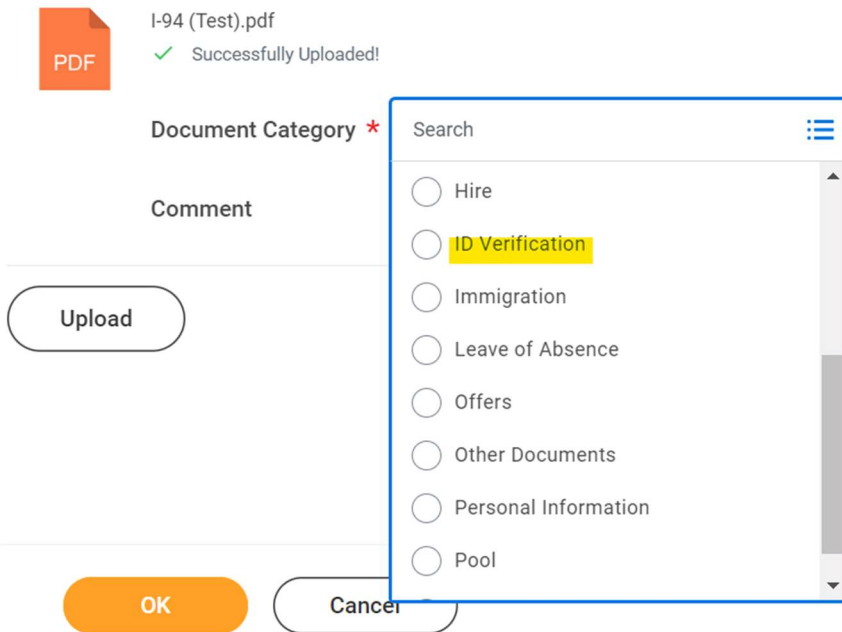 I-94 (Test).pdf
PDF
Successfully Uploaded!
Document Category *
Search
Hire
Comment
ID Verification
Immigration
Upload
Leave of Absence
Offers
Other Documents
Personal Information
Pool
OK
Cancel